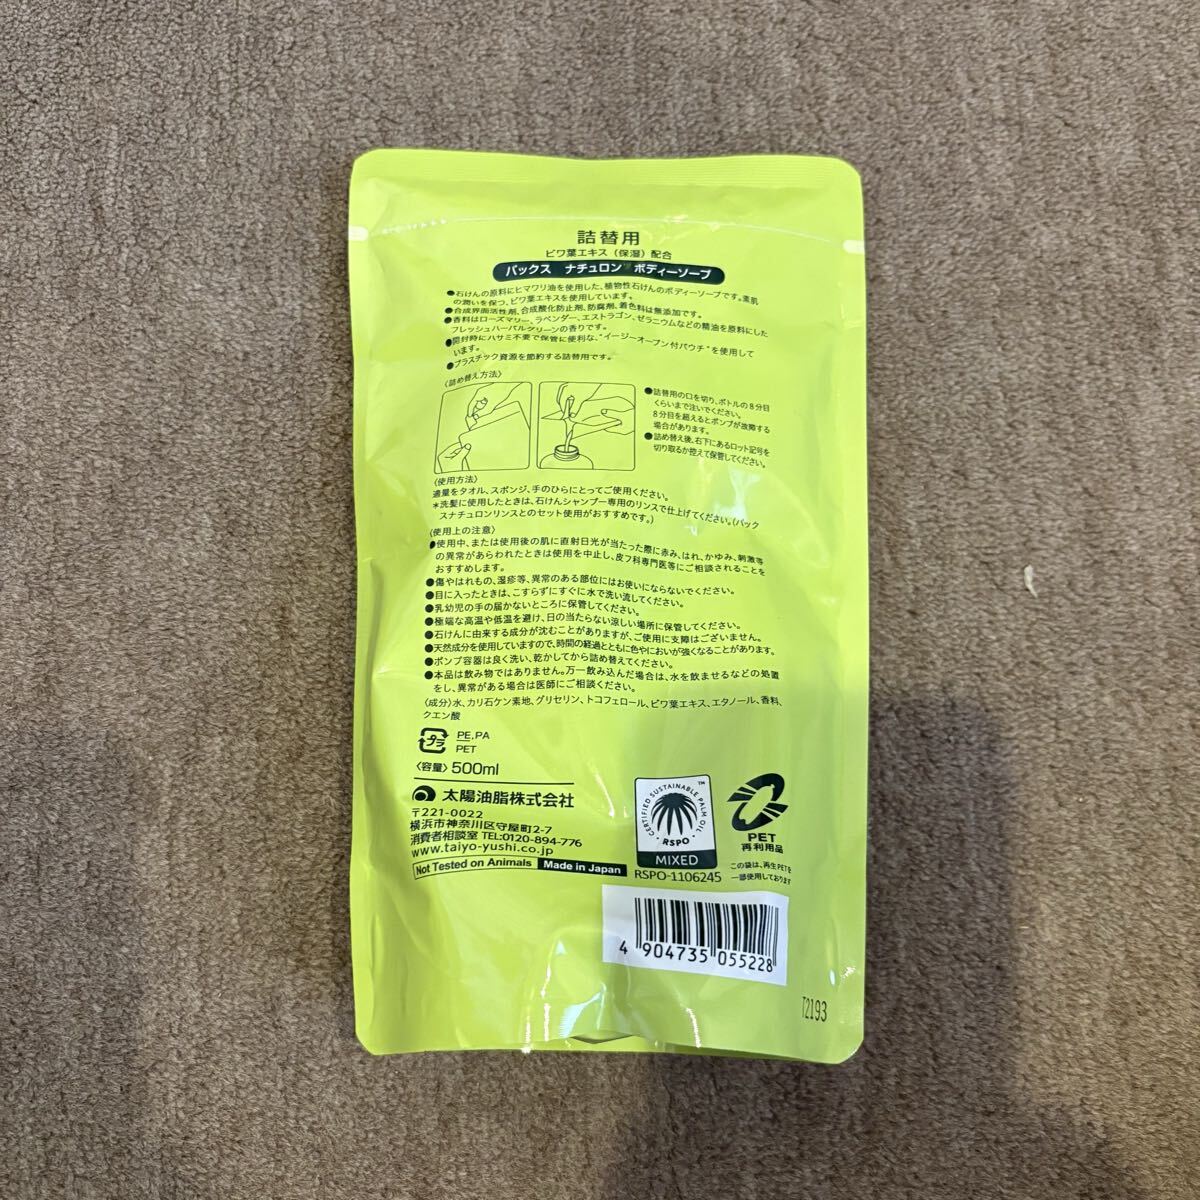 詰替用
ビワ葉エキス（保湿）配合
パックス ナチュロン ボディーソープ
●石けんの原料にヒマワリ油を使用した、植物性石けんのボディーソープです。素肌
の潤いを保つ、ビワ葉エキスを使用しています。
●合成界面活性剤、合成酸化防止剤、防腐剤、着色料は無添加です。
●香料はローズマリー、ラベンダー、エストラゴン、ゼラニウムなどの精油を原料にした
フレッシュハーバルグリーンの香りです。
●開封時にハサミ不要で保管に便利な、“イージーオープン付パウチ”を使用して
います。
●プラスチック資源を節約する詰替用です。
〈詰め替え方法〉
●詰替用の口を切り、ボトルの8分目
くらいまで注いでください。
8分目を超えるとポンプが故障する
場合があります。
●詰め替え後、右下にあるロット記号を
切り取るか控えて保管してください。
〈使用方法〉
適量をタオル、スポンジ、手のひらにとってご使用ください。
＊洗髪に使用したときは、石けんシャンプー専用のリンスで仕上げてください。(パック
スナチュロンリンスとのセット使用がおすすめです。)
〈使用上の注意〉
●使用中、または使用後の肌に直射日光が当たった際に赤み、はれ、かゆみ、刺激等
の異常があらわれたときは使用を中止し、皮フ科専門医等にご相談されることを
おすすめします。
●傷やはれもの、湿疹等、異常のある部位にはお使いにならないでください。
●目に入ったときは、こすらずにすぐに水で洗い流してください。
●乳幼児の手の届かないところに保管してください。
●極端な高温や低温を避け、日の当たらない涼しい場所に保管してください。
●石けんに由来する成分が沈むことがありますが、ご使用に支障はございません。
●天然成分を使用していますので、時間の経過とともに色やにおいが強くなることがあります。
●ポンプ容器は良く洗い、乾かしてから詰め替えてください。
●本品は飲み物ではありません。万一飲み込んだ場合は、水を飲ませるなどの処置
をし、異常がある場合は医師にご相談ください。
〈成分〉水、カリ石ケン素地、グリセリン、トコフェロール、ビワ葉エキス、エタノール、香料、
クエン酸
プラ
PE,PA
PET
〈容量〉500ml
太陽油脂株式会社
〒221-0022
横浜市神奈川区守屋町2-7
消費者相談室 TEL:0120-894-776
www.taiyo-yushi.co.jp
Not Tested on Animals Made in Japan
CERTIFIED SUSTAINABLE PALM OIL TM
RSPO
MIXED
RSPO-1106245
PET
再利用品
この袋は、再生PETを
一部使用しております
4 904735 055228
T2193